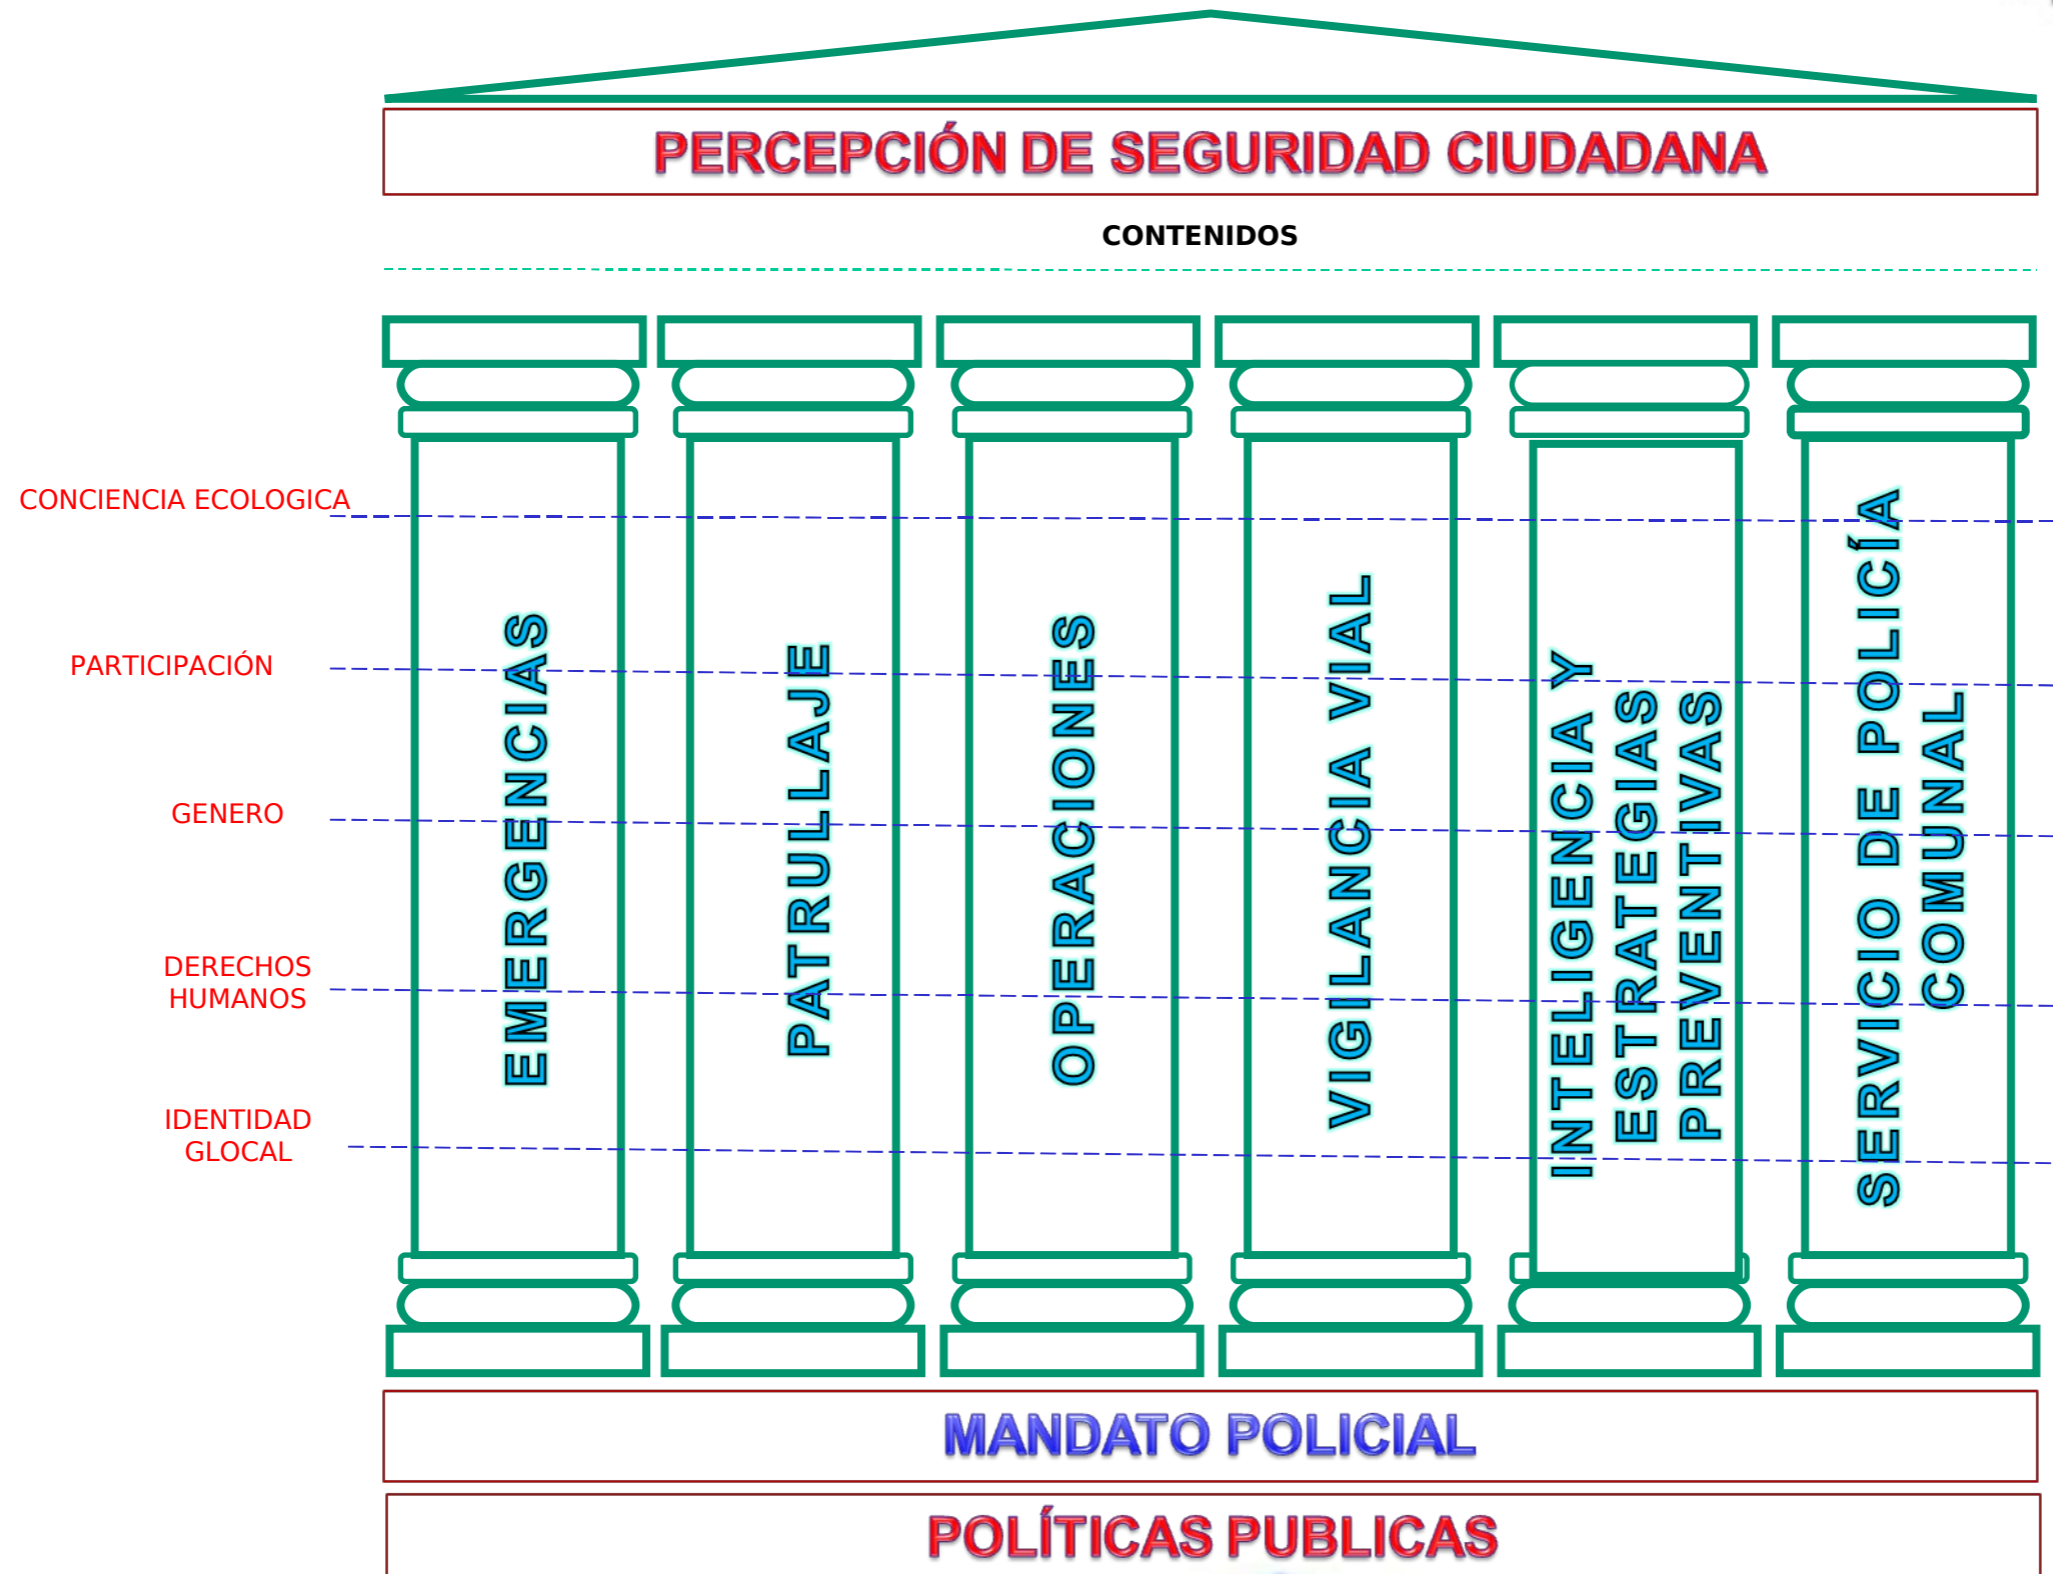 PERCEPCIÓN DE SEGURIDAD CIUDADANA
CONTENIDOS
CONCIENCIA ECOLOGICA
PARTICIPACIÓN
GENERO
DERECHOS
HUMANOS
IDENTIDAD
GLOCAL
EMERGENCIAS
PATRULLAJE
OPERACIONES
VIGILANCIA VIAL
INTELIGENCIA Y
ESTRATEGIAS
PREVENTIVAS
SERVICIO DE POLICÍA
COMUNAL
MANDATO POLICIAL
POLÍTICAS PUBLICAS